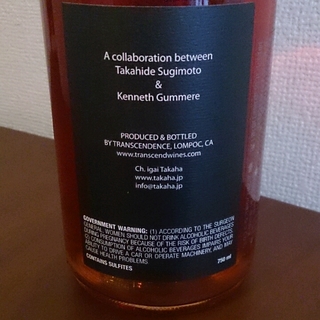 A collaboration between
Takahide Sugimoto
&
Kenneth Gummere
PRODUCED & BOTTLED
BY TRANSCENDENCE, LOMPOC, CA
www.transcendwines.com
Ch. igai Takaha
www.takaha.jp
info@takaha.jp
GOVERNMENT WARNING: (1) ACCORDING TO THE SURGEON
GENERAL, WOMEN SHOULD NOT DRINK ALCOHOLIC BEVERAGES
DURING PREGNANCY BECAUSE OF THE RISK OF BIRTH DEFECTS.
(2) CONSUMPTION OF ALCOHOLIC BEVERAGES IMPAIRS YOUR
ABILITY TO DRIVE A CAR OR OPERATE MACHINERY, AND MAY
CAUSE HEALTH PROBLEMS.
CONTAINS SULFITES
750 ml